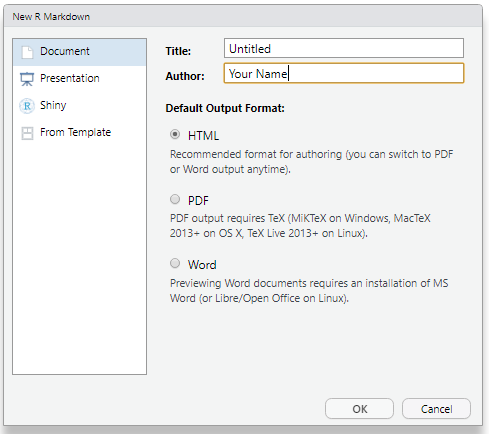 New R Markdown
Document
Presentation
R Shiny
From Template
Title: Untitled
Author: Your Name
Default Output Format:
HTML
Recommended format for authoring (you can switch to PDF
or Word output anytime).
PDF
PDF output requires TeX (MiKTeX on Windows, MacTeX
2013+ on OS X, TeX Live 2013+ on Linux).
Word
Previewing Word documents requires an installation of MS
Word (or Libre/Open Office on Linux).
OK Cancel